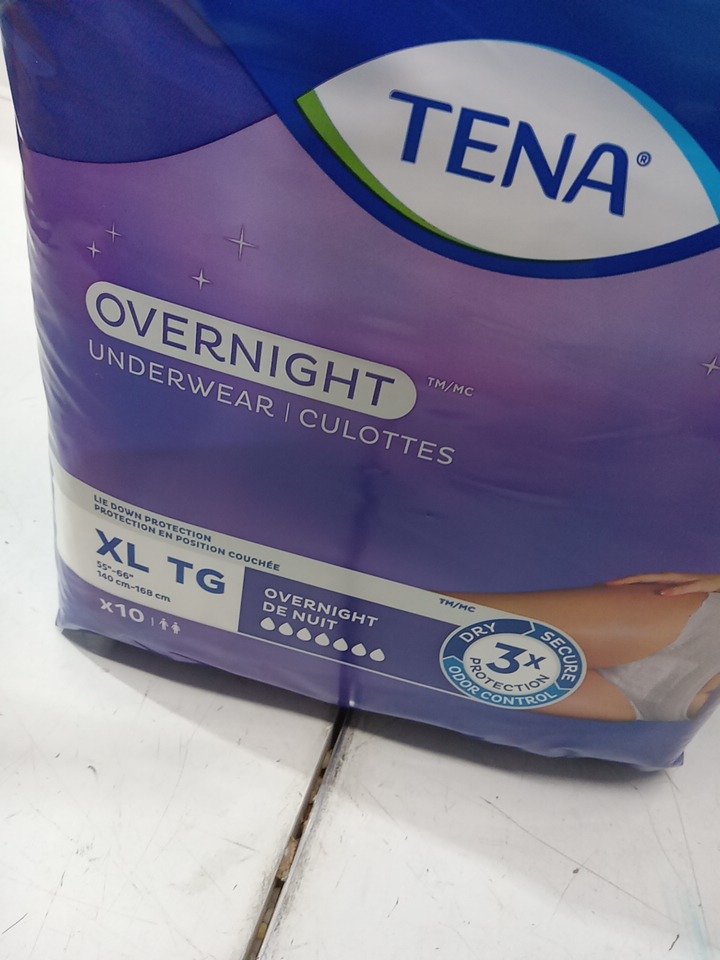 TENA®
OVERNIGHT TM/MC
UNDERWEAR | CULOTTES
LIE DOWN PROTECTION
PROTECTION EN POSITION COUCHÉE
XL TG
55"-66"
140 cm-168 cm
x10
OVERNIGHT TM/MC
DE NUIT
DRY
SECURE
3x
PROTECTION
ODOR CONTROL